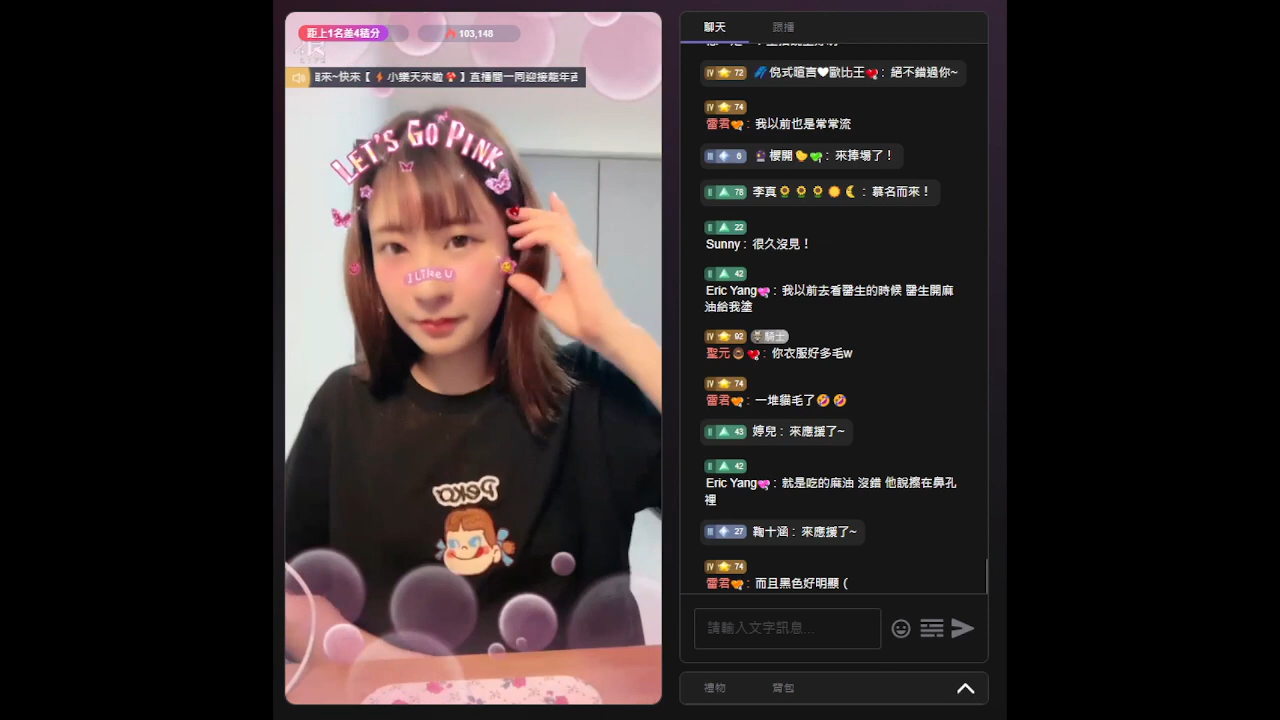 距上1名差4積分
103,148
來~快來【⚡小樂天來啦🍄】直播間一同迎接龍年
LET'S GO PINK
I Like U
Peko
聊天
跟播
IV 72 倪式暄言🤍歐比王💘: 絕不錯過你~
IV 74
雷君: 我以前也是常常流
III 6 櫻開: 來捧場了!
II 78 李真🌻🌻🌻: 慕名而來!
II 22
Sunny: 很久沒見!
II 42
Eric Yang💘: 我以前去看醫生的時候 醫生開麻
油給我塗
IV 92 騎士
聖元🍩💘: 你衣服好多毛w
IV 74
雷君: 一堆貓毛了🤣🤣
II 43 婷兒: 來應援了~
II 42
Eric Yang💘: 就是吃的麻油 沒錯 他說擦在鼻孔
裡
III 27 鞠十涵: 來應援了~
IV 74
雷君: 而且黑色好明顯 (
請輸入文字訊息...
禮物
背包